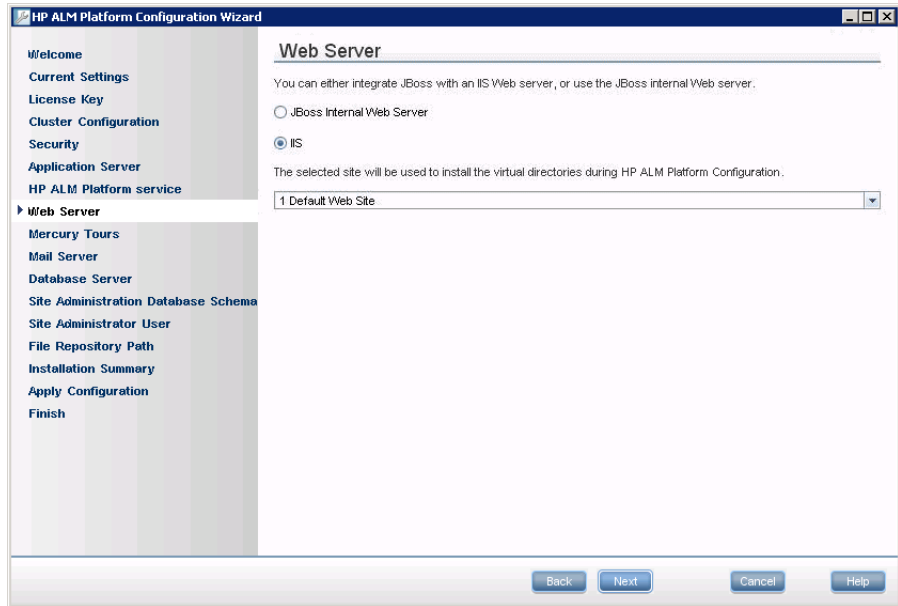 HP ALM Platform Configuration Wizard
Welcome
Current Settings
License Key
Cluster Configuration
Security
Application Server
HP ALM Platform service
Web Server
Mercury Tours
Mail Server
Database Server
Site Administration Database Schema
Site Administrator User
File Repository Path
Installation Summary
Apply Configuration
Finish
Web Server
You can either integrate JBoss with an IIS Web server, or use the JBoss internal Web server.
JBoss Internal Web Server
IIS
The selected site will be used to install the virtual directories during HP ALM Platform Configuration.
1 Default Web Site
Back
Next
Cancel
Help